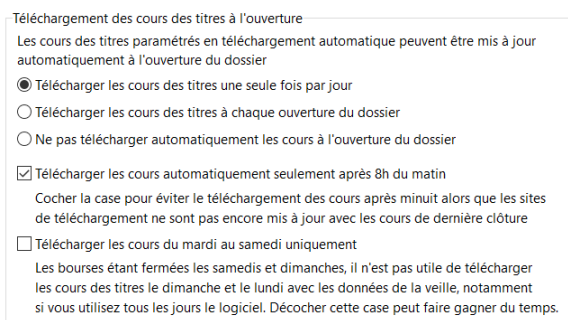 Téléchargement des cours des titres à l'ouverture
Les cours des titres paramétrés en téléchargement automatique peuvent être mis à jour
automatiquement à l'ouverture du dossier
Télécharger les cours des titres une seule fois par jour
Télécharger les cours des titres à chaque ouverture du dossier
Ne pas télécharger automatiquement les cours à l'ouverture du dossier
Télécharger les cours automatiquement seulement après 8h du matin
Cocher la case pour éviter le téléchargement des cours après minuit alors que les sites
de téléchargement ne sont pas encore mis à jour avec les cours de dernière clôture
Télécharger les cours du mardi au samedi uniquement
Les bourses étant fermées les samedis et dimanches, il n'est pas utile de télécharger
les cours des titres le dimanche et le lundi avec les données de la veille, notamment
si vous utilisez tous les jours le logiciel. Décocher cette case peut faire gagner du temps.